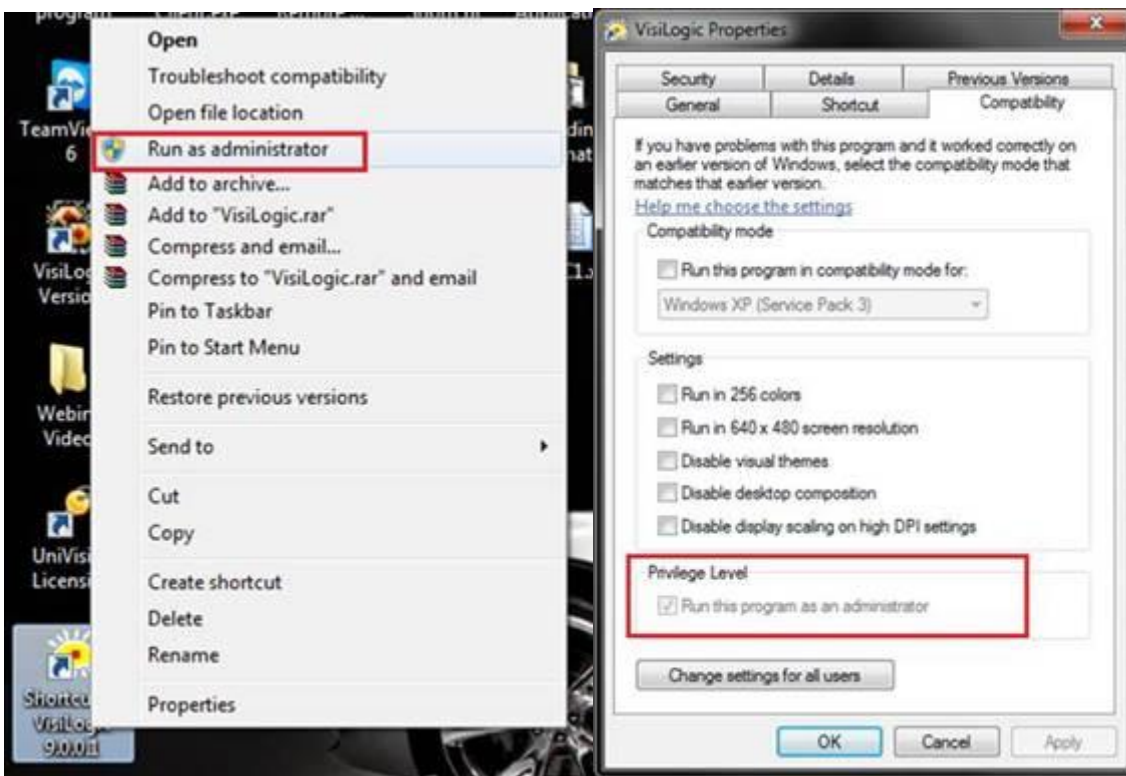 Open
Troubleshoot compatibility
Open file location
Run as administrator
Add to archive...
Add to "VisiLogic.rar"
Compress and email...
Compress to "VisiLogic.rar" and email
Pin to Taskbar
Pin to Start Menu
Restore previous versions
Send to
Cut
Copy
Create shortcut
Delete
Rename
Properties
6
9.0.0.1
VisiLogic Properties
Security Details Previous Versions
General Shortcut Compatibility
If you have problems with this program and it worked correctly on
an earlier version of Windows, select the compatibility mode that
matches that earlier version.
Help me choose the settings
Compatibility mode
Run this program in compatibility mode for:
Windows XP (Service Pack 3)
Settings
Run in 256 colors
Run in 640 x 480 screen resolution
Disable visual themes
Disable desktop composition
Disable display scaling on high DPI settings
Privilege Level
Run this program as an administrator
Change settings for all users
OK Cancel Apply